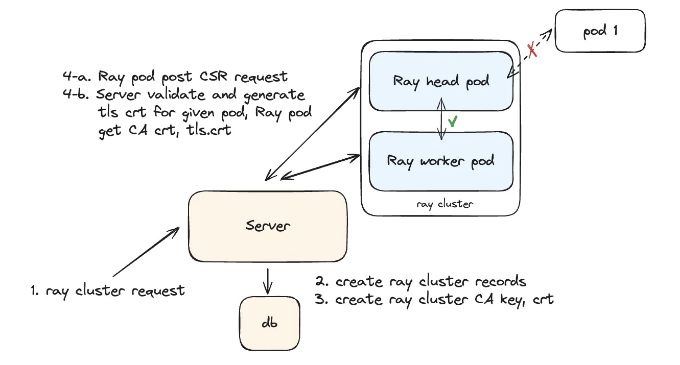 pod 1
Ray head pod
4-a. Ray pod post CSR request
4-b. Server validate and generate
tls crt for given pod, Ray pod
get CA crt, tls.crt
Ray worker pod
ray cluster
Server
1. ray cluster request
2. create ray cluster records
3. create ray cluster CA key, crt
db